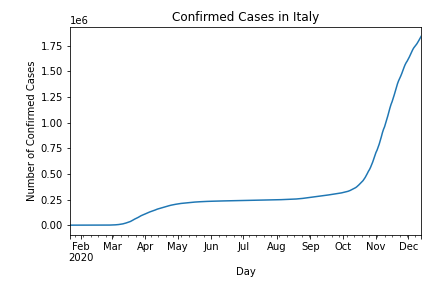 Confirmed Cases in Italy
1e6
1.75
1.50
1.25
1.00
0.75
0.50
0.25
0.00
Number of Confirmed Cases
Feb Mar Apr May Jun Jul Aug Sep Oct Nov Dec
2020
Day